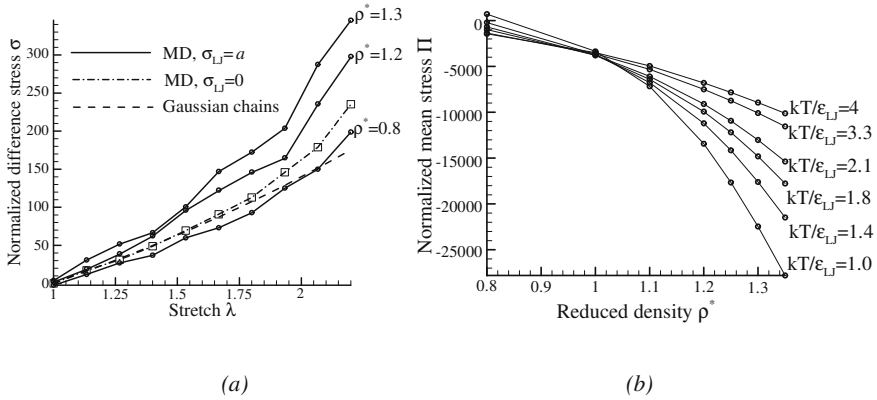 ρ*=1.3
ρ*=1.2
ρ*=0.8
MD, σLJ=a
MD, σLJ=0
Gaussian chains
Normalized difference stress σ
300
250
200
150
100
50
0
1
1.25
1.5
1.75
2
Stretch λ
(a)
Normalized mean stress Π
0
-5000
-10000
-15000
-20000
-25000
kT/εLJ=4
kT/εLJ=3.3
kT/εLJ=2.1
kT/εLJ=1.8
kT/εLJ=1.4
kT/εLJ=1.0
0.8
0.9
1
1.1
1.2
1.3
Reduced density ρ*
(b)